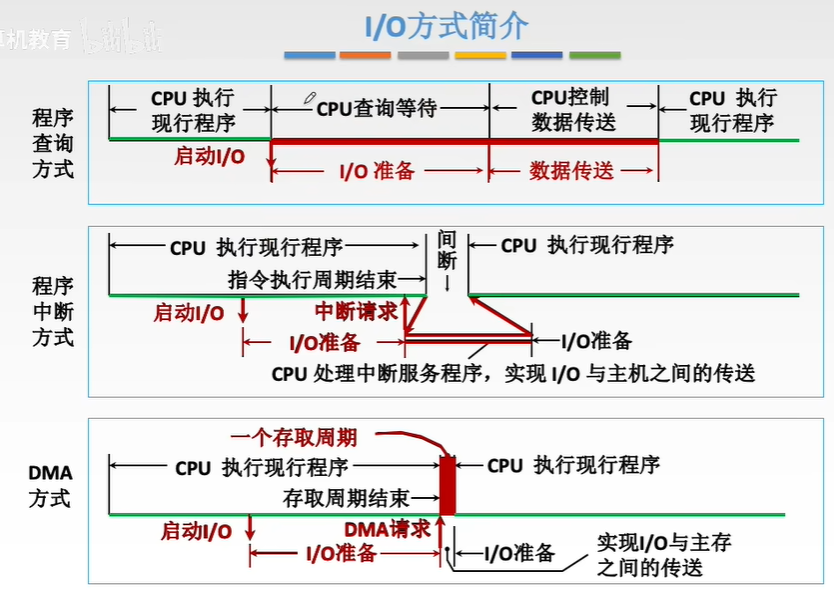 机教育 bilibili
I/O方式简介
程序
查询
方式
CPU 执行
现行程序
CPU查询等待
CPU控制
数据传送
CPU 执行
现行程序
启动I/O
I/O 准备
数据传送
程序
中断
方式
CPU 执行现行程序
间
断
CPU 执行现行程序
指令执行周期结束
启动I/O
中断请求
I/O准备
I/O准备
CPU 处理中断服务程序，实现 I/O 与主机之间的传送
DMA
方式
一个存取周期
CPU 执行现行程序
CPU 执行现行程序
存取周期结束
启动I/O
DMA请求
I/O准备
I/O准备
实现I/O与主存
之间的传送